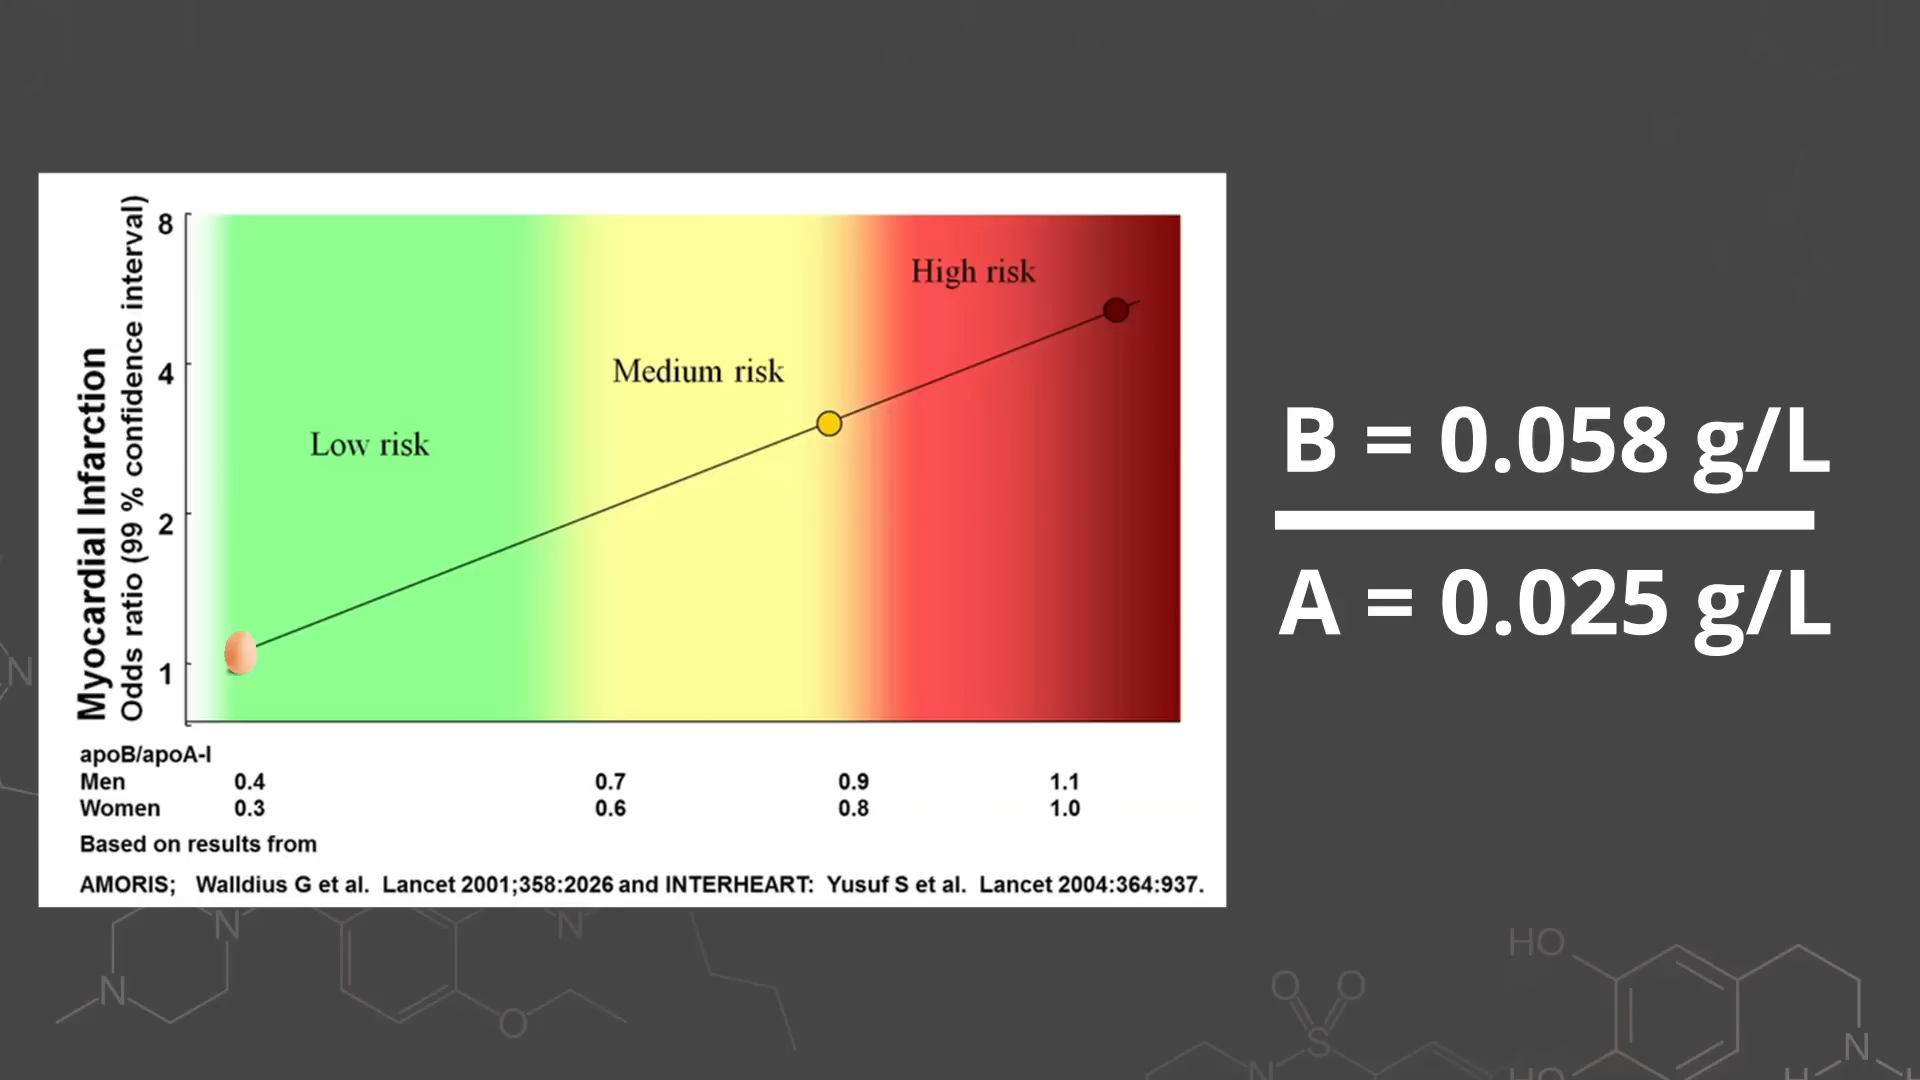 Myocardial Infarction
Odds ratio (99 % confidence interval)
8
4
2
1
Low risk
Medium risk
High risk
apoB/apoA-I
Men 0.4 0.7 0.9 1.1
Women 0.3 0.6 0.8 1.0
Based on results from
AMORIS; Walldius G et al. Lancet 2001;358:2026 and INTERHEART: Yusuf S et al. Lancet 2004:364:937.
B = 0.058 g/L
A = 0.025 g/L
N
N
N
N
O
O
O
S
N
HO
HO
N
H
H